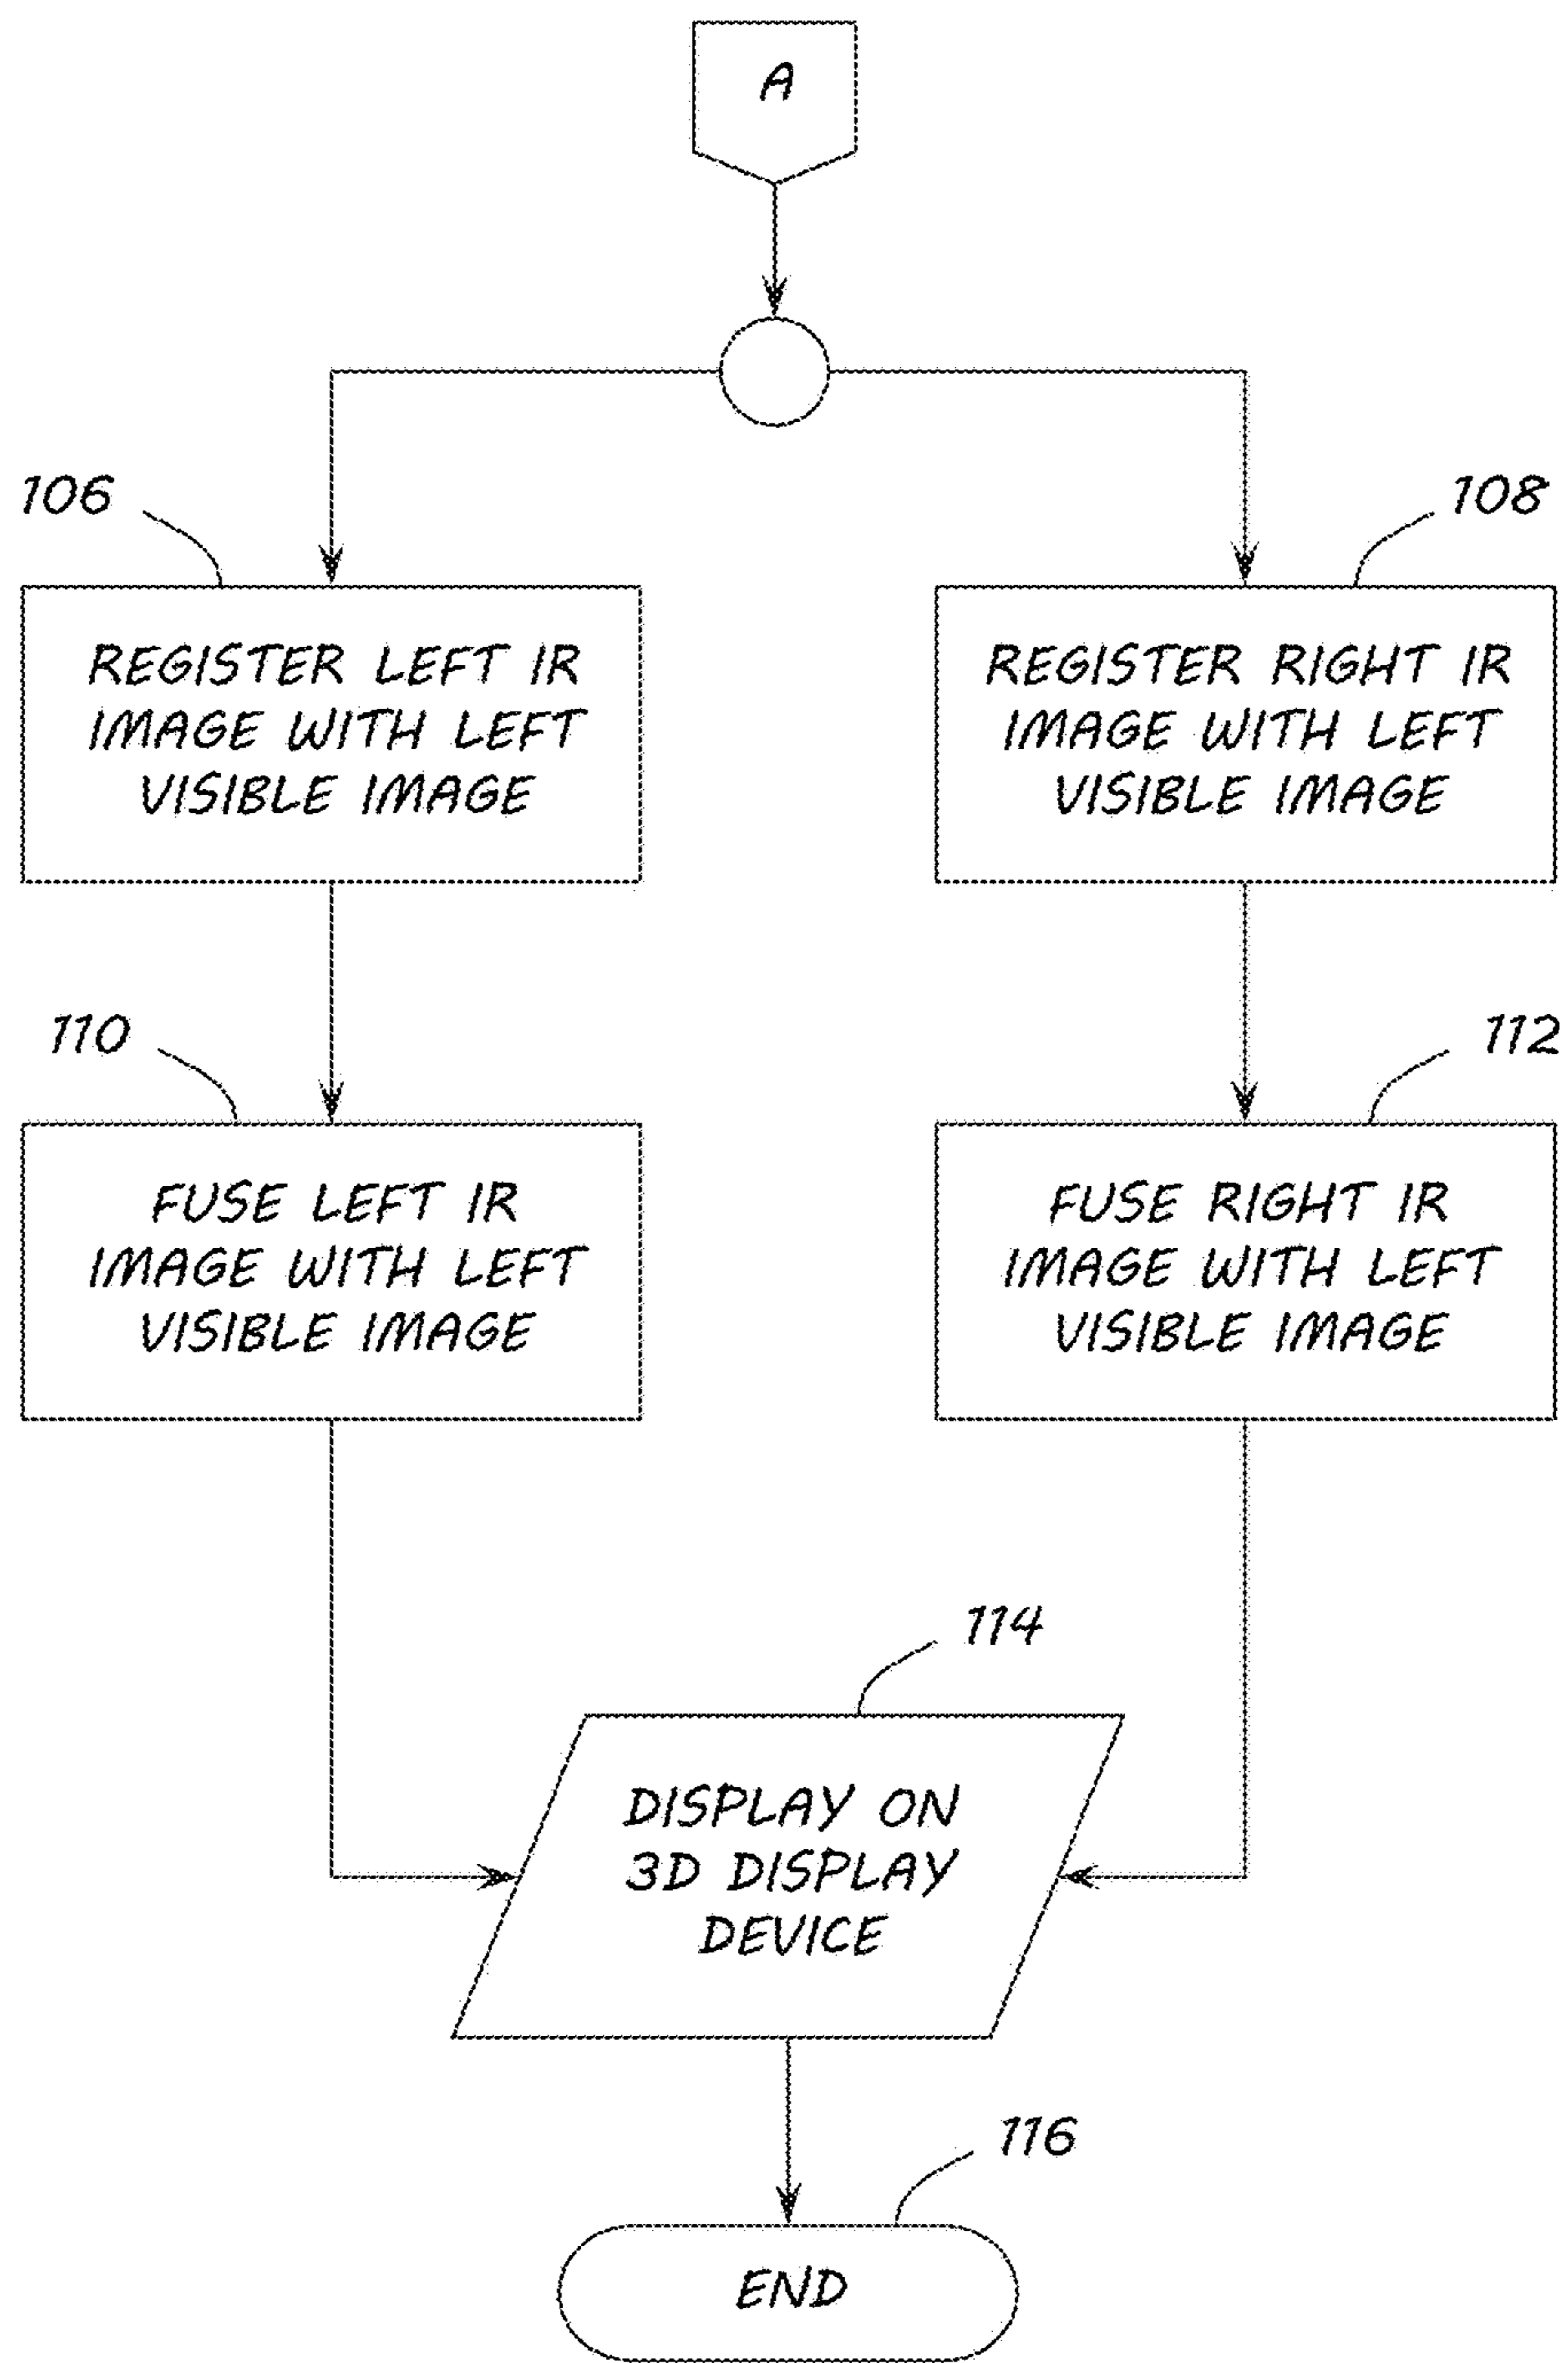 A
106
108
REGISTER LEFT IR
IMAGE WITH LEFT
VISIBLE IMAGE
REGISTER RIGHT IR
IMAGE WITH LEFT
VISIBLE IMAGE
110
112
FUSE LEFT IR
IMAGE WITH LEFT
VISIBLE IMAGE
FUSE RIGHT IR
IMAGE WITH LEFT
VISIBLE IMAGE
114
DISPLAY ON
3D DISPLAY
DEVICE
116
END